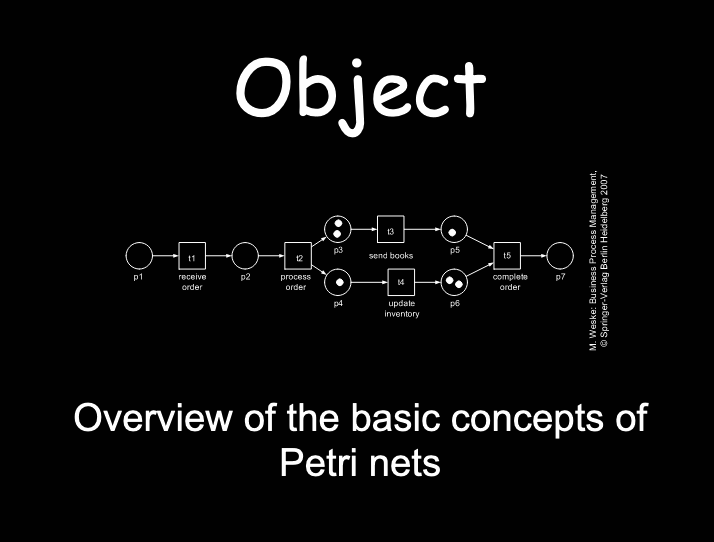 Object
p1
t1
receive
order
p2
t2
process
order
p3
t3
send books
p5
p4
t4
update
inventory
p6
t5
complete
order
p7
M. Weske: Business Process Management,
© Springer-Verlag Berlin Heidelberg 2007
Overview of the basic concepts of
Petri nets